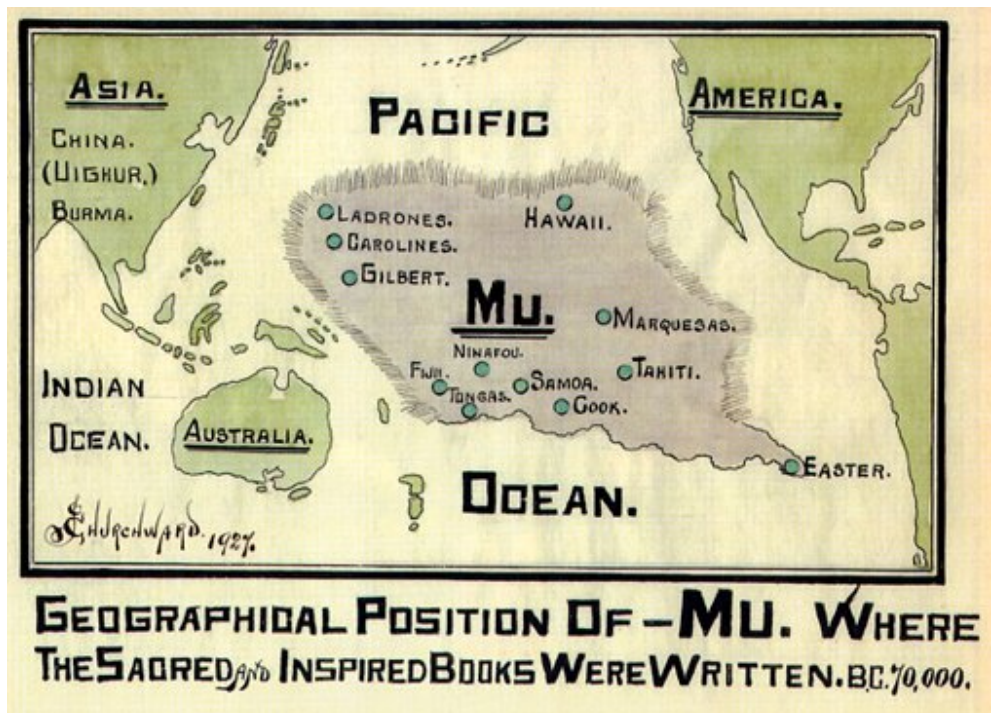 ASIA.
CHINA.
(UIGHUR,)
BURMA.
PACIFIC
AMERICA.
LADRONES.
HAWAII.
CAROLINES.
GILBERT.
MU.
MARQUESAS.
NINAFOU.
FIJII.
SAMOA.
TAHITI.
TONGAS.
COOK.
INDIAN
OCEAN.
AUSTRALIA.
EASTER.
OCEAN.
J CHURCHWARD. 1927.
GEOGRAPHICAL POSITION OF - MU. WHERE
THE SACRED AND INSPIRED BOOKS WERE WRITTEN. B.C. 70,000.